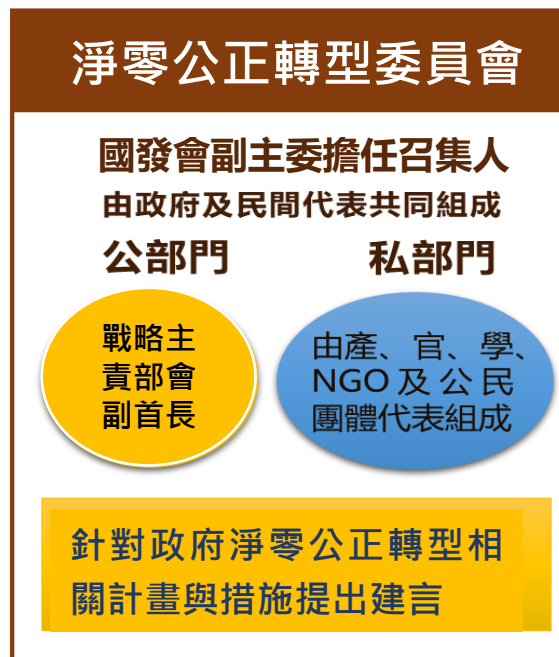 淨零公正轉型委員會
國發會副主委擔任召集人
由政府及民間代表共同組成
公部門
私部門
戰略主
責部會
副首長
由產、官、學、
NGO及公民
團體代表組成
針對政府淨零公正轉型相
關計畫與措施提出建言